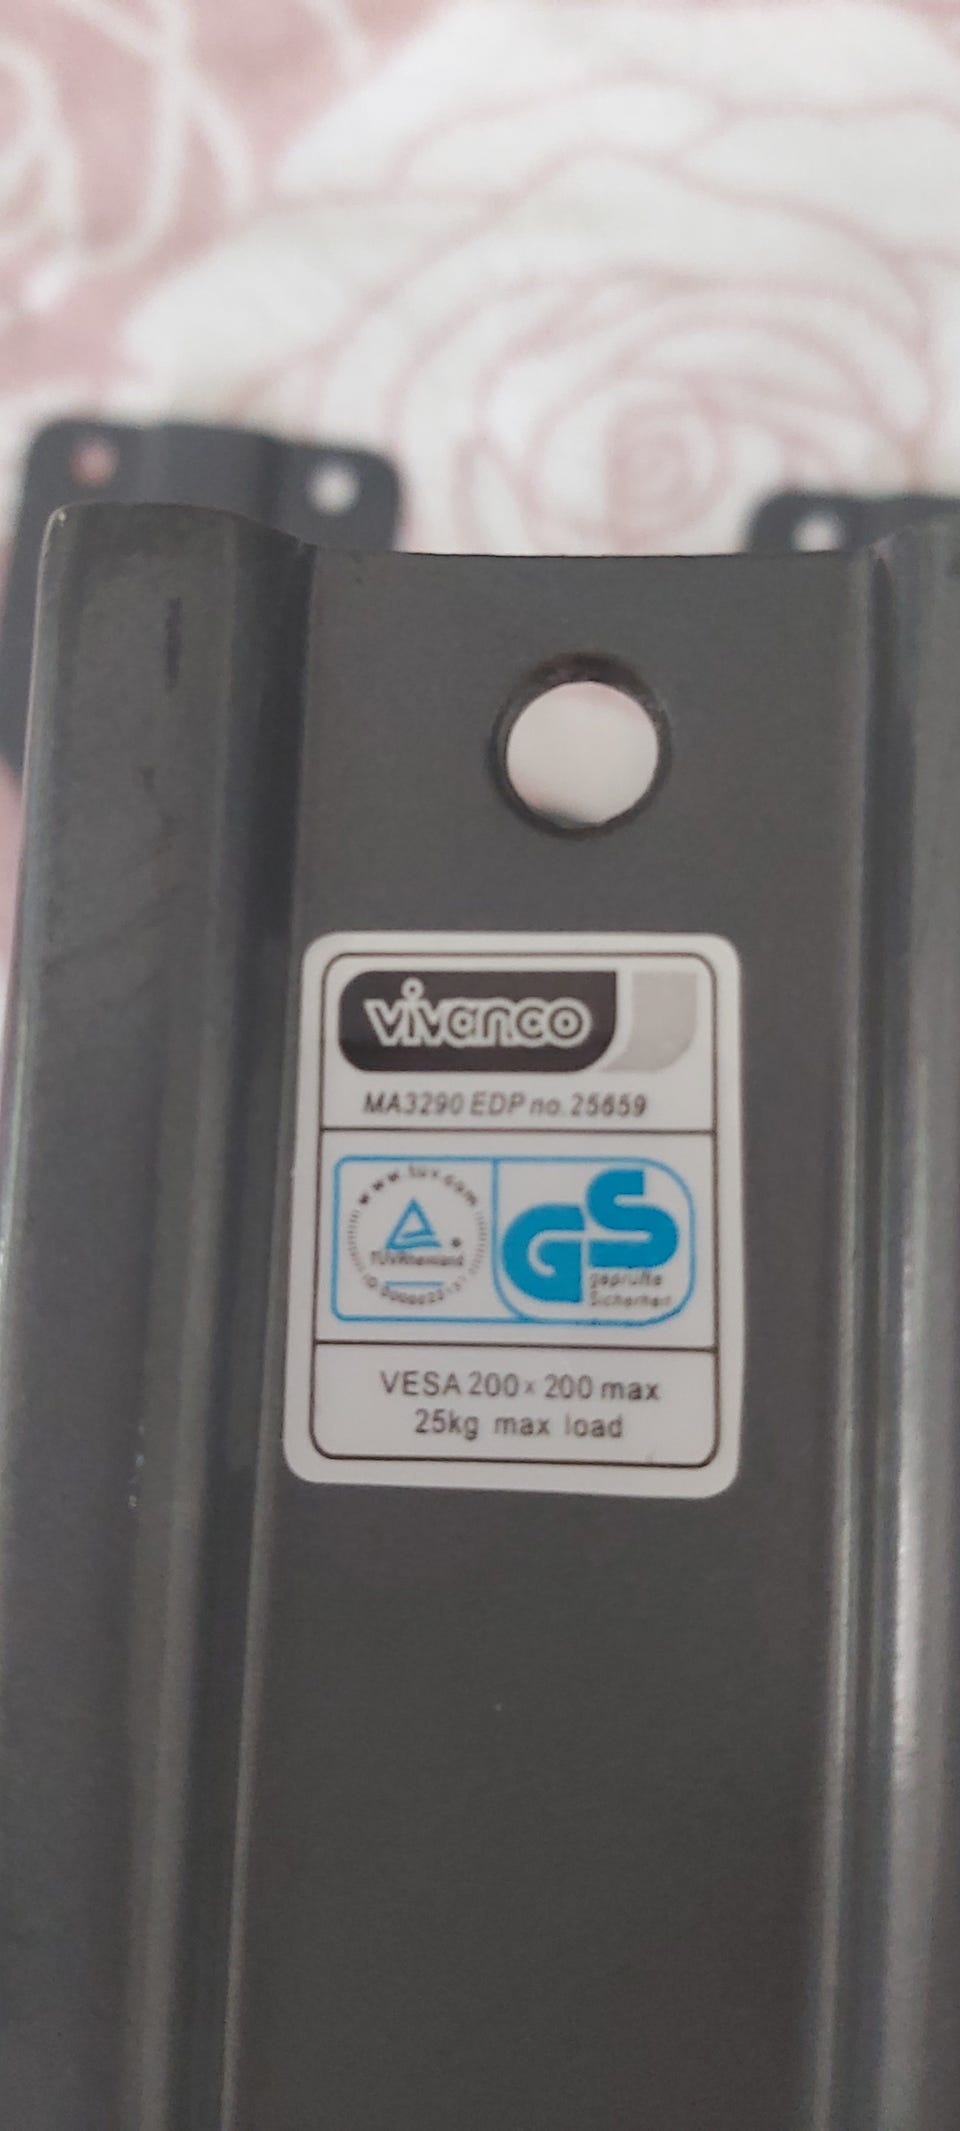 vivanco
MA3290 EDP no. 25659
www.tuv.com
TÜVRheinland
GS
geprüfte
Sicherheit
VESA 200 x 200 max
25kg max load